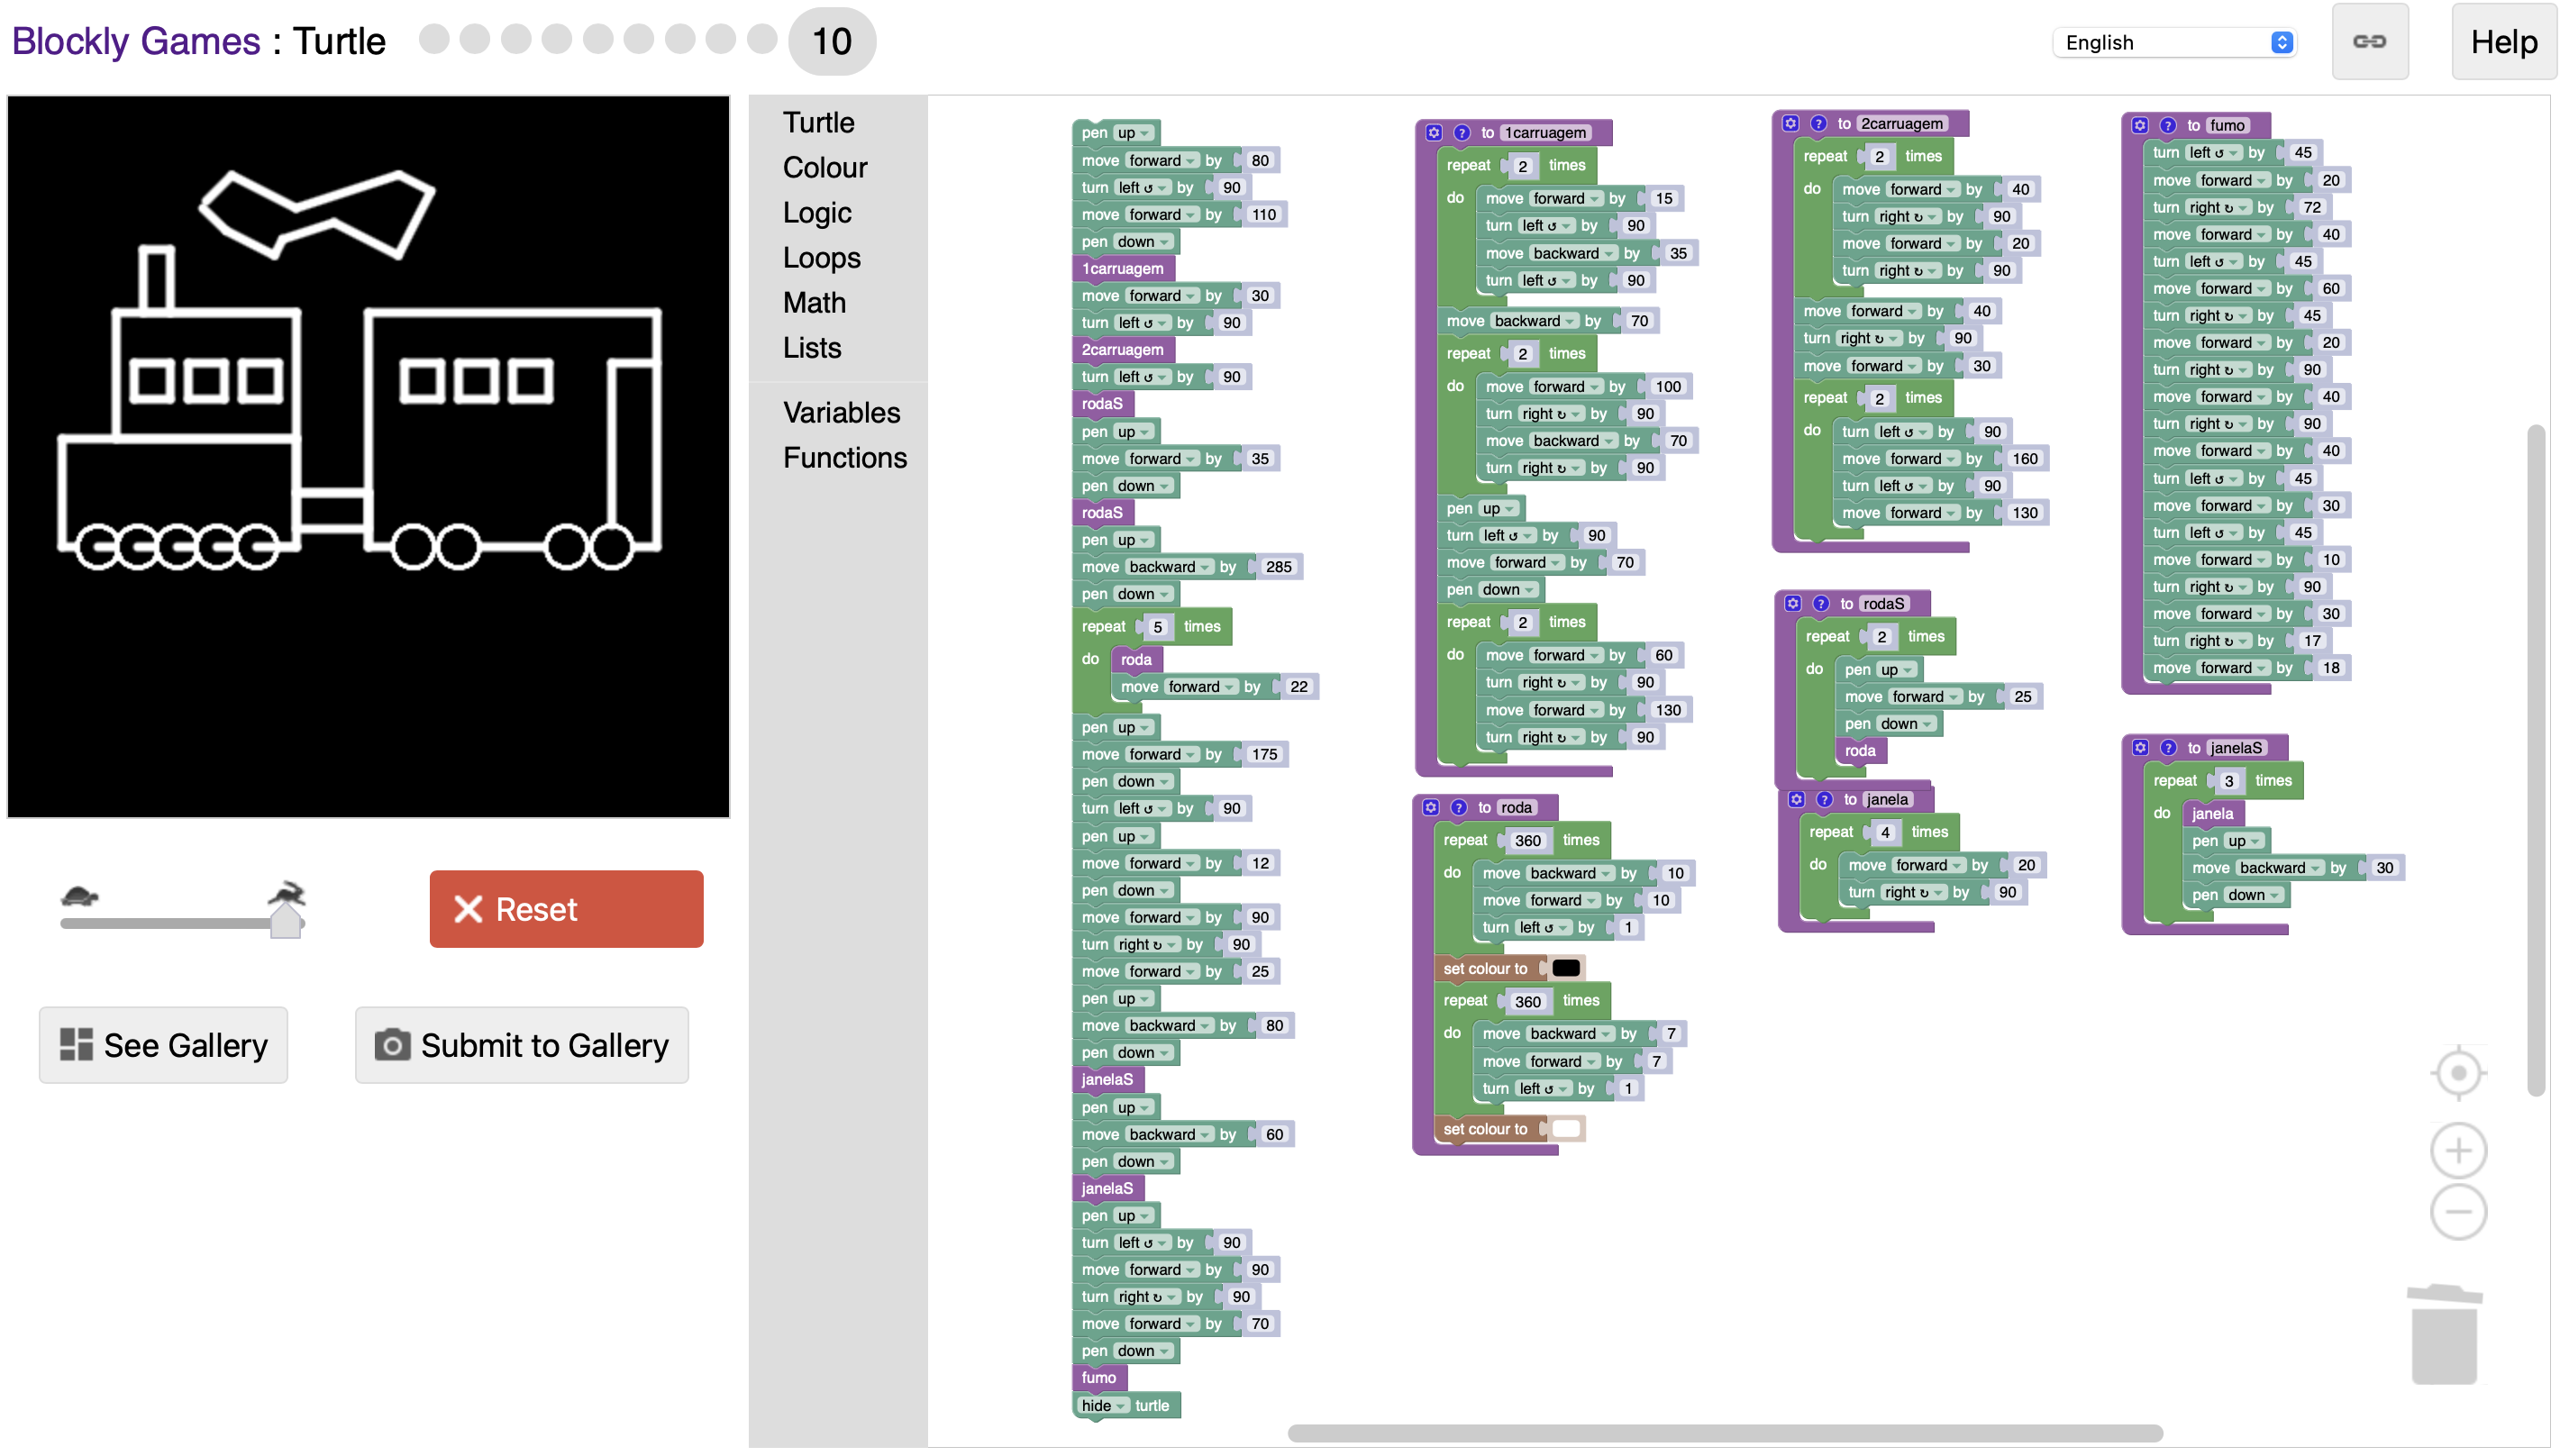 Blockly Games : Turtle 10 English Help
Turtle
Colour
Logic
Loops
Math
Lists
Variables
Functions
Reset
See Gallery
Submit to Gallery
pen up
move forward by 80
turn left ↺ by 90
move forward by 110
pen down
1carruagem
move forward by 30
turn left ↺ by 90
2carruagem
turn left ↺ by 90
rodaS
pen up
move forward by 35
pen down
rodaS
pen up
move backward by 285
pen down
repeat 5 times
do roda
move forward by 22
pen up
move forward by 175
pen down
turn left ↺ by 90
pen up
move forward by 12
pen down
move forward by 90
turn right ↻ by 90
move forward by 25
pen up
move backward by 80
pen down
janelaS
pen up
move backward by 60
pen down
janelaS
pen up
turn left ↺ by 90
move forward by 90
turn right ↻ by 90
move forward by 70
pen down
fumo
hide turtle
? to 1carruagem
repeat 2 times
do move forward by 15
turn left ↺ by 90
move backward by 35
turn left ↺ by 90
move backward by 70
repeat 2 times
do move forward by 100
turn right ↻ by 90
move backward by 70
turn right ↻ by 90
pen up
turn left ↺ by 90
move forward by 70
pen down
repeat 2 times
do move forward by 60
turn right ↻ by 90
move forward by 130
turn right ↻ by 90
? to roda
repeat 360 times
do move backward by 10
move forward by 10
turn left ↺ by 1
set colour to
repeat 360 times
do move backward by 7
move forward by 7
turn left ↺ by 1
set colour to
? to 2carruagem
repeat 2 times
do move forward by 40
turn right ↻ by 90
move forward by 20
turn right ↻ by 90
move forward by 40
turn right ↻ by 90
move forward by 30
repeat 2 times
do turn left ↺ by 90
move forward by 160
turn left ↺ by 90
move forward by 130
? to rodaS
repeat 2 times
do pen up
move forward by 25
pen down
roda
? to janela
repeat 4 times
do move forward by 20
turn right ↻ by 90
? to fumo
turn left ↺ by 45
move forward by 20
turn right ↻ by 72
move forward by 40
turn left ↺ by 45
move forward by 60
turn right ↻ by 45
move forward by 20
turn right ↻ by 90
move forward by 40
turn right ↻ by 90
move forward by 40
turn left ↺ by 45
move forward by 30
turn left ↺ by 45
move forward by 10
turn right ↻ by 90
move forward by 30
turn right ↻ by 17
move forward by 18
? to janelaS
repeat 3 times
do janela
pen up
move backward by 30
pen down